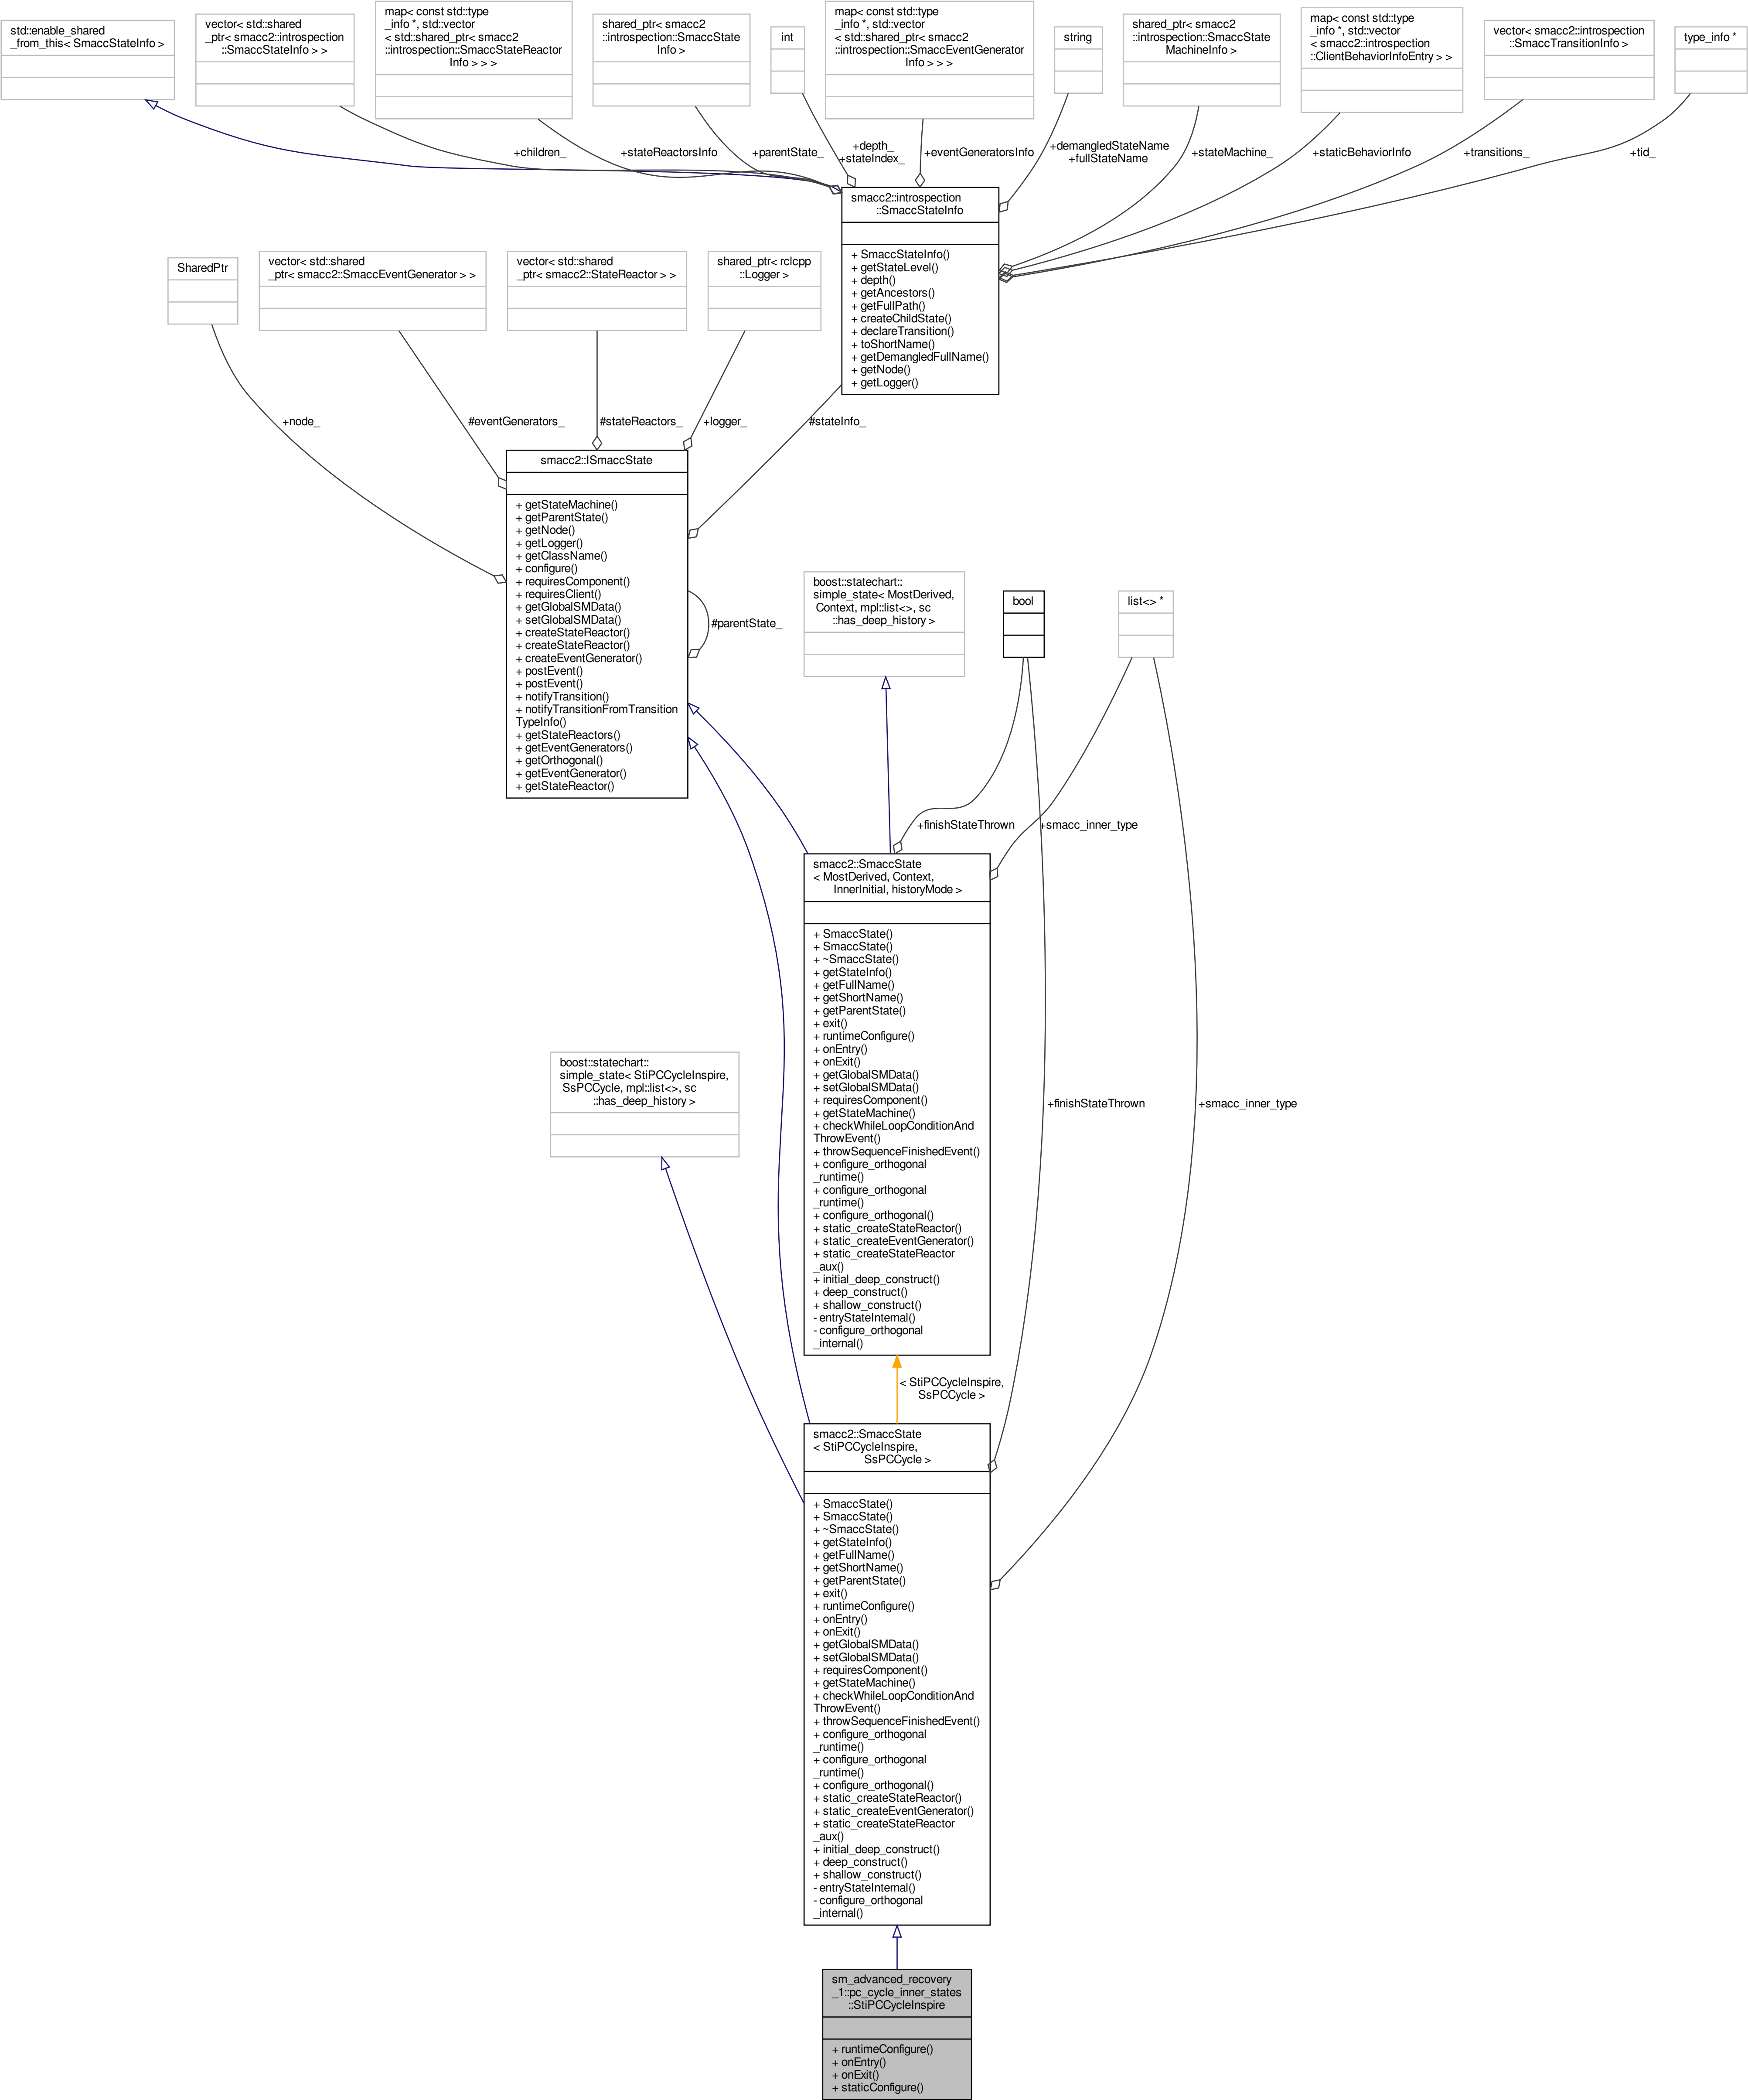 std::enable_shared
_from_this< SmaccStateInfo >
vector< std::shared
_ptr< smacc2::introspection
::SmaccStateInfo > >
map< const std::type
_info *, std::vector
< std::shared_ptr< smacc2
::introspection::SmaccStateReactor
Info > > >
shared_ptr< smacc2
::introspection::SmaccState
Info >
int
map< const std::type
_info *, std::vector
< std::shared_ptr< smacc2
::introspection::SmaccEventGenerator
Info > > >
string
shared_ptr< smacc2
::introspection::SmaccState
MachineInfo >
map< const std::type
_info *, std::vector
< smacc2::introspection
::ClientBehaviorInfoEntry > >
vector< smacc2::introspection
::SmaccTransitionInfo >
type_info *
+children_
+stateReactorsInfo
+parentState_
+depth_
+stateIndex_
+eventGeneratorsInfo
+demangledStateName
+fullStateName
+stateMachine_
+staticBehaviorInfo
+transitions_
+tid_
smacc2::introspection
::SmaccStateInfo
+ SmaccStateInfo()
+ getStateLevel()
+ depth()
+ getAncestors()
+ getFullPath()
+ createChildState()
+ declareTransition()
+ toShortName()
+ getDemangledFullName()
+ getNode()
+ getLogger()
SharedPtr
vector< std::shared
_ptr< smacc2::SmaccEventGenerator > >
vector< std::shared
_ptr< smacc2::StateReactor > >
shared_ptr< rclcpp
::Logger >
+node_
#eventGenerators_
#stateReactors_
+logger_
#stateInfo_
smacc2::ISmaccState
+ getStateMachine()
+ getParentState()
+ getNode()
+ getLogger()
+ getClassName()
+ configure()
+ requiresComponent()
+ requiresClient()
+ getGlobalSMData()
+ setGlobalSMData()
+ createStateReactor()
+ createStateReactor()
+ createEventGenerator()
+ postEvent()
+ postEvent()
+ notifyTransition()
+ notifyTransitionFromTransition
TypeInfo()
+ getStateReactors()
+ getEventGenerators()
+ getOrthogonal()
+ getEventGenerator()
+ getStateReactor()
#parentState_
boost::statechart::
simple_state< MostDerived,
Context, mpl::list<>, sc
::has_deep_history >
bool
list<> *
+finishStateThrown
+smacc_inner_type
smacc2::SmaccState
< MostDerived, Context,
InnerInitial, historyMode >
+ SmaccState()
+ SmaccState()
+ ~SmaccState()
+ getStateInfo()
+ getFullName()
+ getShortName()
+ getParentState()
+ exit()
+ runtimeConfigure()
+ onEntry()
+ onExit()
+ getGlobalSMData()
+ setGlobalSMData()
+ requiresComponent()
+ getStateMachine()
+ checkWhileLoopConditionAnd
ThrowEvent()
+ throwSequenceFinishedEvent()
+ configure_orthogonal
_runtime()
+ configure_orthogonal
_runtime()
+ configure_orthogonal()
+ static_createStateReactor()
+ static_createEventGenerator()
+ static_createStateReactor
_aux()
+ initial_deep_construct()
+ deep_construct()
+ shallow_construct()
- entryStateInternal()
- configure_orthogonal
_internal()
boost::statechart::
simple_state< StiPCCycleInspire,
SsPCCycle, mpl::list<>, sc
::has_deep_history >
+finishStateThrown
+smacc_inner_type
< StiPCCycleInspire,
SsPCCycle >
smacc2::SmaccState
< StiPCCycleInspire,
SsPCCycle >
+ SmaccState()
+ SmaccState()
+ ~SmaccState()
+ getStateInfo()
+ getFullName()
+ getShortName()
+ getParentState()
+ exit()
+ runtimeConfigure()
+ onEntry()
+ onExit()
+ getGlobalSMData()
+ setGlobalSMData()
+ requiresComponent()
+ getStateMachine()
+ checkWhileLoopConditionAnd
ThrowEvent()
+ throwSequenceFinishedEvent()
+ configure_orthogonal
_runtime()
+ configure_orthogonal
_runtime()
+ configure_orthogonal()
+ static_createStateReactor()
+ static_createEventGenerator()
+ static_createStateReactor
_aux()
+ initial_deep_construct()
+ deep_construct()
+ shallow_construct()
- entryStateInternal()
- configure_orthogonal
_internal()
sm_advanced_recovery
_1::pc_cycle_inner_states
::StiPCCycleInspire
+ runtimeConfigure()
+ onEntry()
+ onExit()
+ staticConfigure()